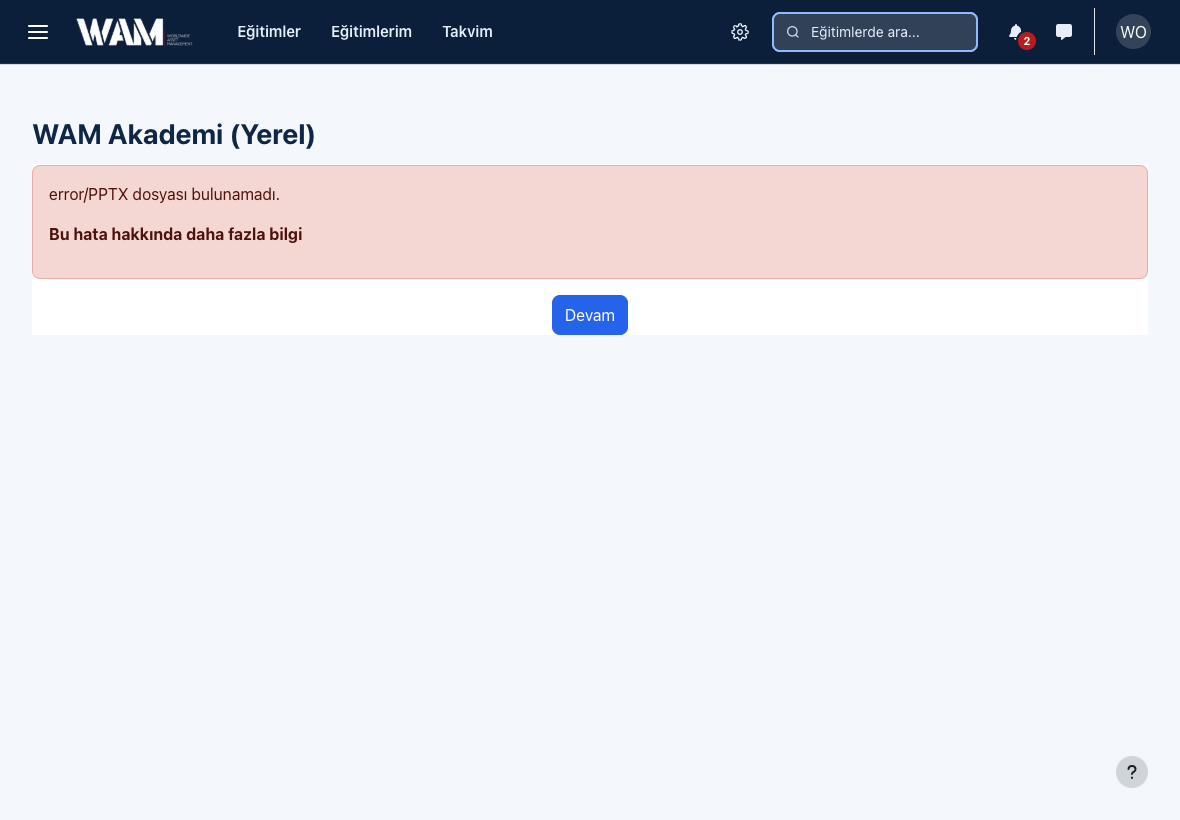 WAM
Eğitimler
Eğitimlerim
Takvim
Eğitimlerde ara...
2
WO
WAM Akademi (Yerel)
error/PPTX dosyası bulunamadı.
Bu hata hakkında daha fazla bilgi
Devam
?